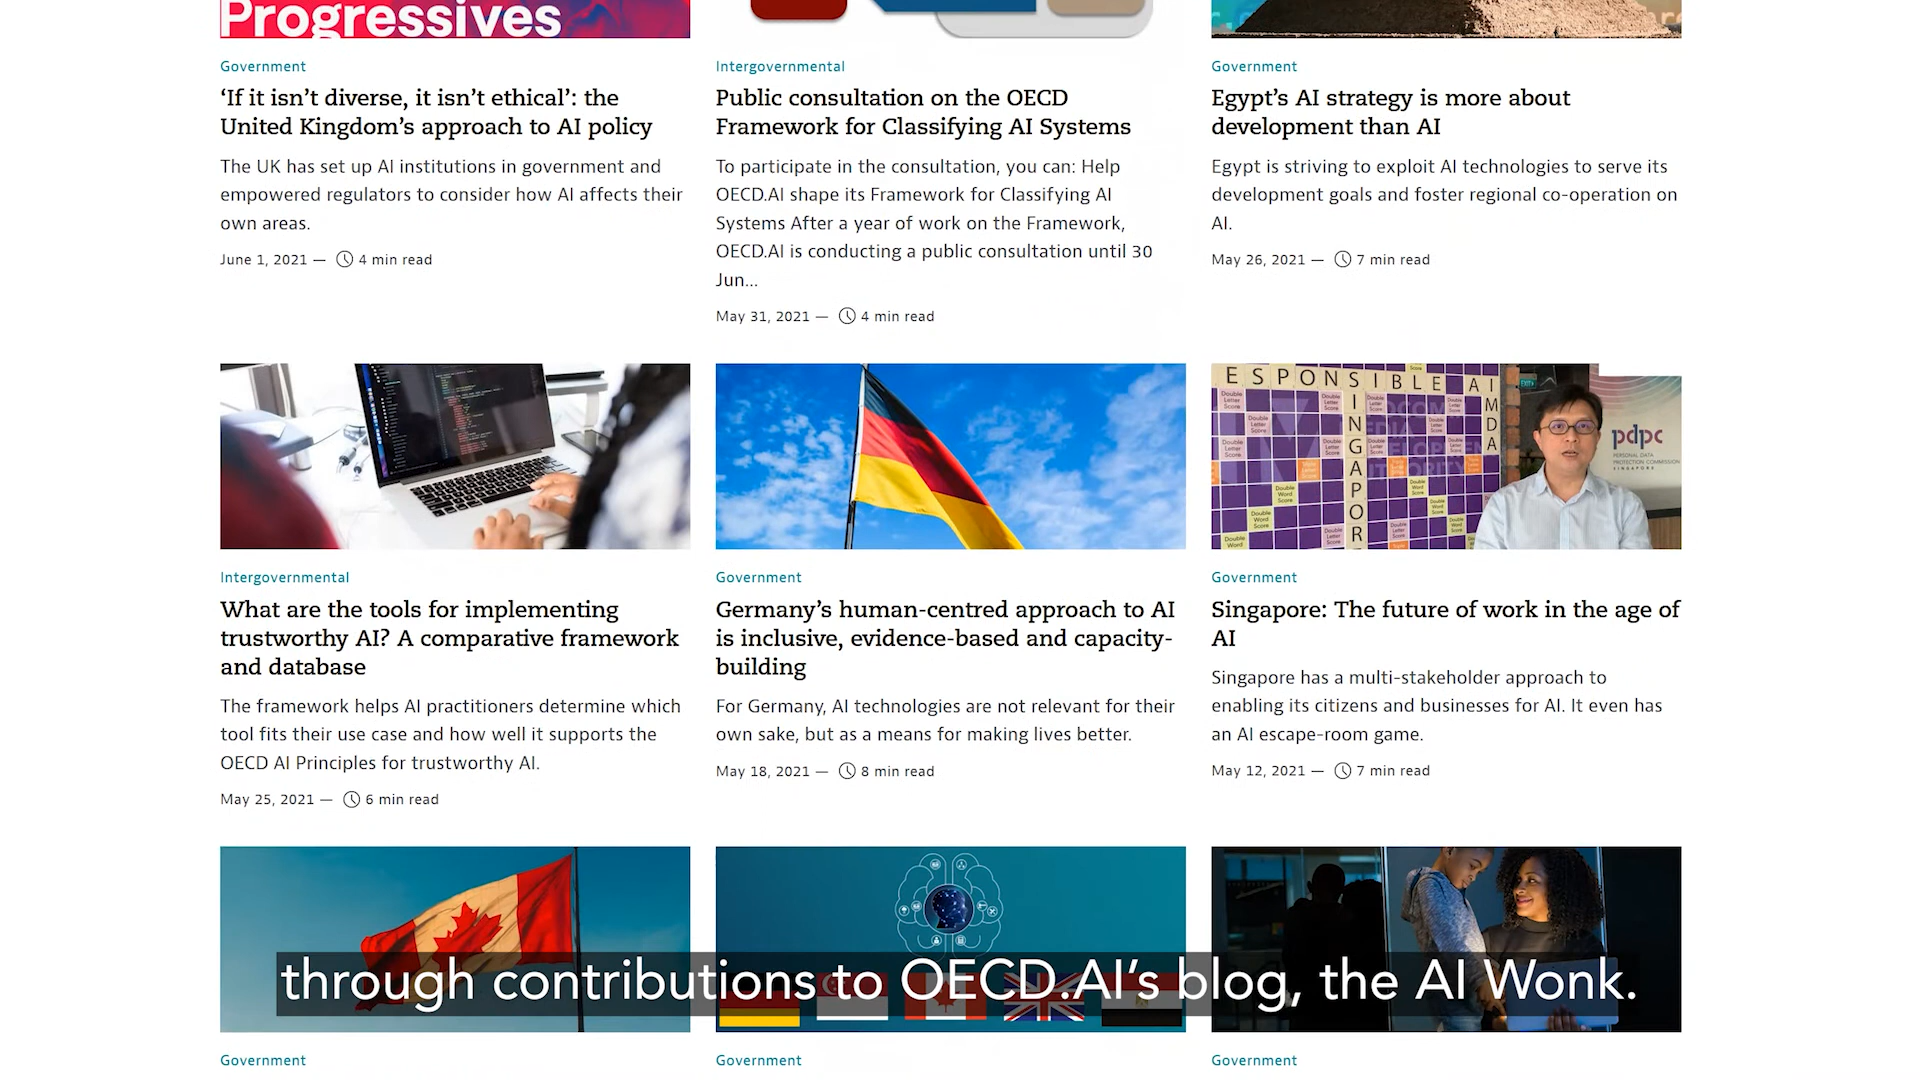 Progressives
Government
‘If it isn’t diverse, it isn’t ethical’: the
United Kingdom’s approach to AI policy
The UK has set up AI institutions in government and
empowered regulators to consider how AI affects their
own areas.
June 1, 2021 — 4 min read
Intergovernmental
Public consultation on the OECD
Framework for Classifying AI Systems
To participate in the consultation, you can: Help
OECD.AI shape its Framework for Classifying AI
Systems After a year of work on the Framework,
OECD.AI is conducting a public consultation until 30
Jun...
May 31, 2021 — 4 min read
Government
Egypt’s AI strategy is more about
development than AI
Egypt is striving to exploit AI technologies to serve its
development goals and foster regional co-operation on
AI.
May 26, 2021 — 7 min read
Intergovernmental
What are the tools for implementing
trustworthy AI? A comparative framework
and database
The framework helps AI practitioners determine which
tool fits their use case and how well it supports the
OECD AI Principles for trustworthy AI.
May 25, 2021 — 6 min read
Government
Germany’s human-centred approach to AI
is inclusive, evidence-based and capacity-
building
For Germany, AI technologies are not relevant for their
own sake, but as a means for making lives better.
May 18, 2021 — 8 min read
ESPONSIBLE AI
SINGAPOR
IMDA
pdpc
PERSONAL DATA
PROTECTION COMMISSION
SINGAPORE
Government
Singapore: The future of work in the age of
AI
Singapore has a multi-stakeholder approach to
enabling its citizens and businesses for AI. It even has
an AI escape-room game.
May 12, 2021 — 7 min read
through contributions to OECD.AI’s blog, the AI Wonk.
Government
Government
Government